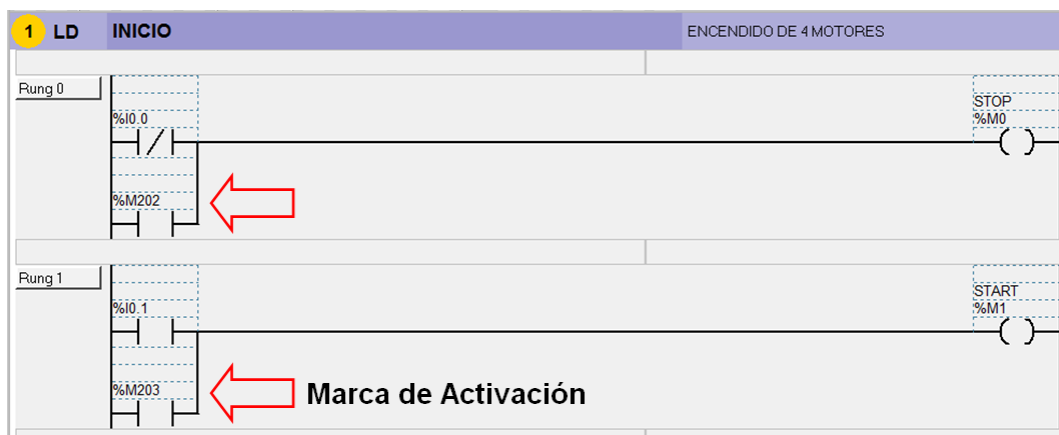 1 LD INICIO ENCENDIDO DE 4 MOTORES
Rung 0
%I0.0
STOP
%M0
%M202
Rung 1
%I0.1
START
%M1
%M203
Marca de Activación